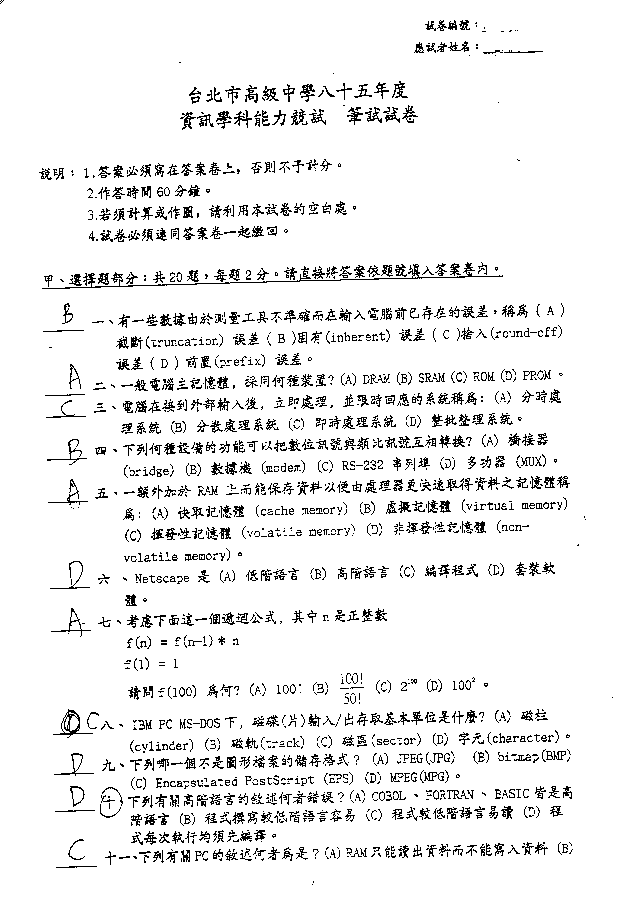 試卷編號：
應試者姓名：
台北市高級中學八十五年度
資訊學科能力競試 筆試試卷
說明：1.答案必須寫在答案卷上，否則不予計分。
2.作答時間60分鐘。
3.若須計算或作圖，請利用本試卷的空白處。
4.試卷必須連同答案卷一起繳回。
甲、選擇題部分：共20題，每題2分。請直接將答案依題號填入答案卷內。
B 一、有一些數據由於測量工具不準確而在輸入電腦前已存在的誤差，稱為 ( A )
截斷(truncation) 誤差 ( B )固有(inherent) 誤差 ( C )捨入(round-off)
誤差 ( D ) 前置(prefix) 誤差。
A 二、一般電腦主記憶體，採同何種裝置? (A) DRAM (B) SRAM (C) ROM (D) PROM。
C 三、電腦在接到外部輸入後，立即處理，並限時回應的系統稱為: (A) 分時處
理系統 (B) 分散處理系統 (C) 即時處理系統 (D) 整批整理系統。
B 四、下列何種設備的功能可以把數位訊號與類比訊號互相轉換? (A) 橋接器
(bridge) (B) 數據機 (modem) (C) RS-232 串列埠 (D) 多功器 (MUX)。
A 五、一額外加於 RAM 上而能保存資料以便由處理器更快速取得資料之記憶體稱
為: (A) 快取記憶體 (cache memory) (B) 虛擬記憶體 (virtual memory)
(C) 揮發性記憶體 (volatile memory) (D) 非揮發性記憶體 (non-
volatile memory)。
D 六、Netscape 是 (A) 低階語言 (B) 高階語言 (C) 編譯程式 (D) 套裝軟
體。
A 七、考慮下面這一個遞迴公式，其中 n 是正整數
f(n) = f(n-1) * n
f(1) = 1
請問 f(100) 為何? (A) 100! (B) 100!/50! (C) 2^100 (D) 100^2。
C 八、IBM PC MS-DOS下，磁碟(片)輸入/出存取基本單位是什麼? (A) 磁柱
(cylinder) (B) 磁軌(track) (C) 磁區(sector) (D) 字元(character)。
D 九、下列哪一個不是圖形檔案的儲存格式? (A) JPEG(JPG) (B) bitmap(BMP)
(C) Encapsulated PostScript (EPS) (D) MPEG(MPG)。
D 十 下列有關高階語言的敘述何者錯誤? (A) COBOL、FORTRAN、BASIC 皆是高
階語言 (B) 程式撰寫較低階語言容易 (C) 程式較低階語言易讀 (D) 程
式每次執行均須先編譯。
C 十一、下列有關PC的敘述何者為是? (A) RAM只能讀出資料而不能寫入資料 (B)